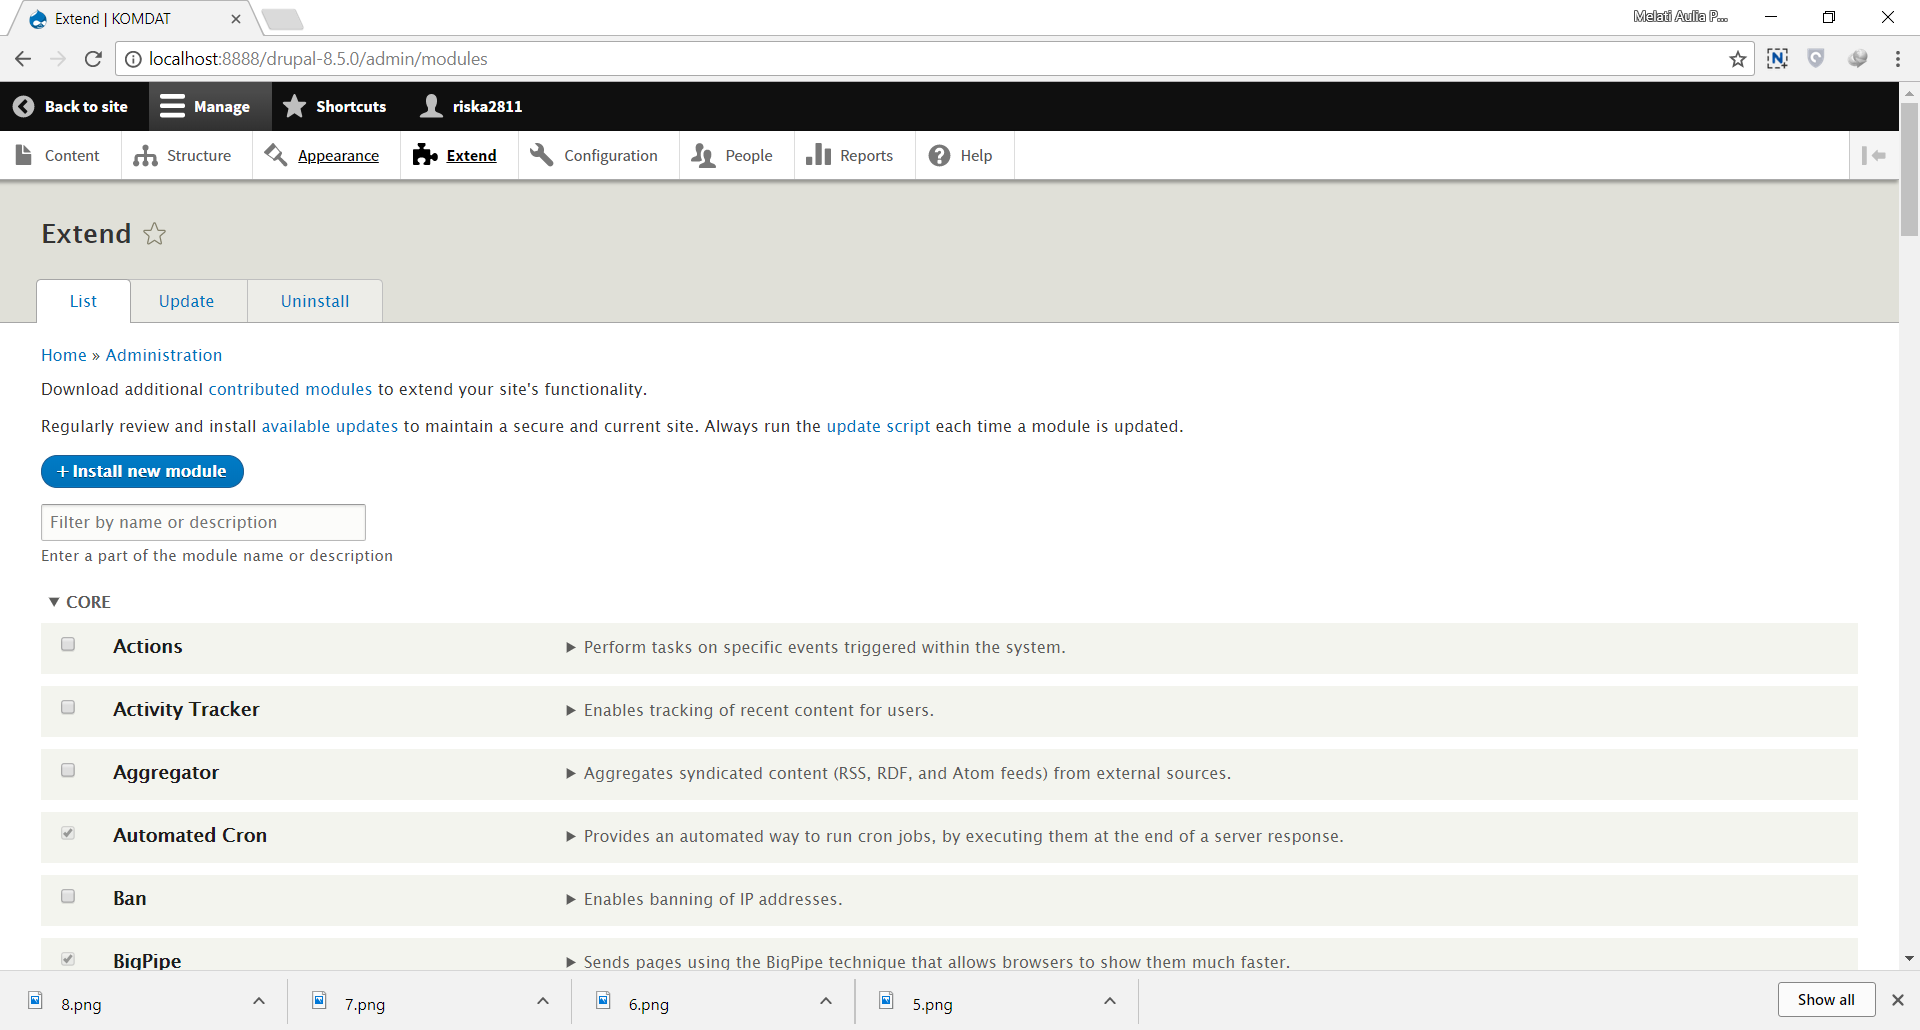 Extend | KOMDAT
Melati Aulia P...
localhost:8888/drupal-8.5.0/admin/modules
Back to site Manage Shortcuts riska2811
Content Structure Appearance Extend Configuration People Reports Help
Extend
List Update Uninstall
Home » Administration
Download additional contributed modules to extend your site's functionality.
Regularly review and install available updates to maintain a secure and current site. Always run the update script each time a module is updated.
+ Install new module
Filter by name or description
Enter a part of the module name or description
▼ CORE
Actions ► Perform tasks on specific events triggered within the system.
Activity Tracker ► Enables tracking of recent content for users.
Aggregator ► Aggregates syndicated content (RSS, RDF, and Atom feeds) from external sources.
Automated Cron ► Provides an automated way to run cron jobs, by executing them at the end of a server response.
Ban ► Enables banning of IP addresses.
BigPipe ► Sends pages using the BigPipe technique that allows browsers to show them much faster.
8.png 7.png 6.png 5.png Show all